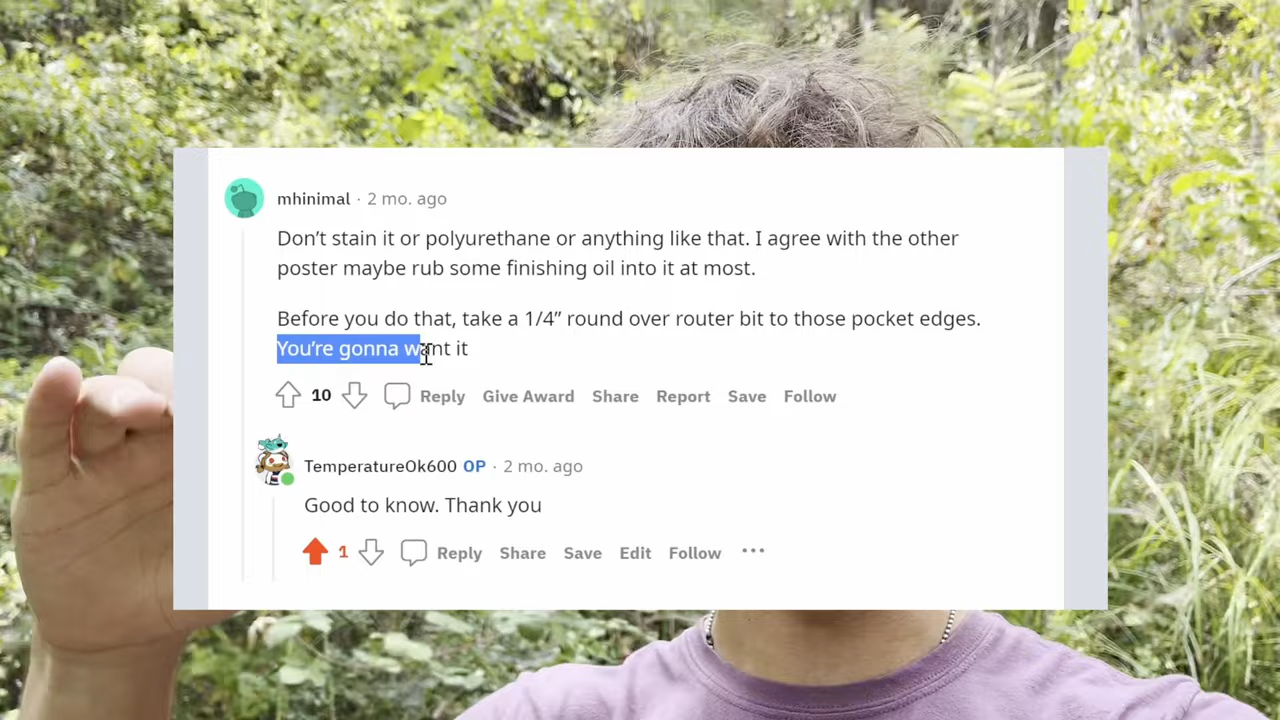 mhinimal · 2 mo. ago
Don’t stain it or polyurethane or anything like that. I agree with the other
poster maybe rub some finishing oil into it at most.
Before you do that, take a 1/4” round over router bit to those pocket edges.
You’re gonna want it
10 Reply Give Award Share Report Save Follow
TemperatureOk600 OP · 2 mo. ago
Good to know. Thank you
1 Reply Share Save Edit Follow •••